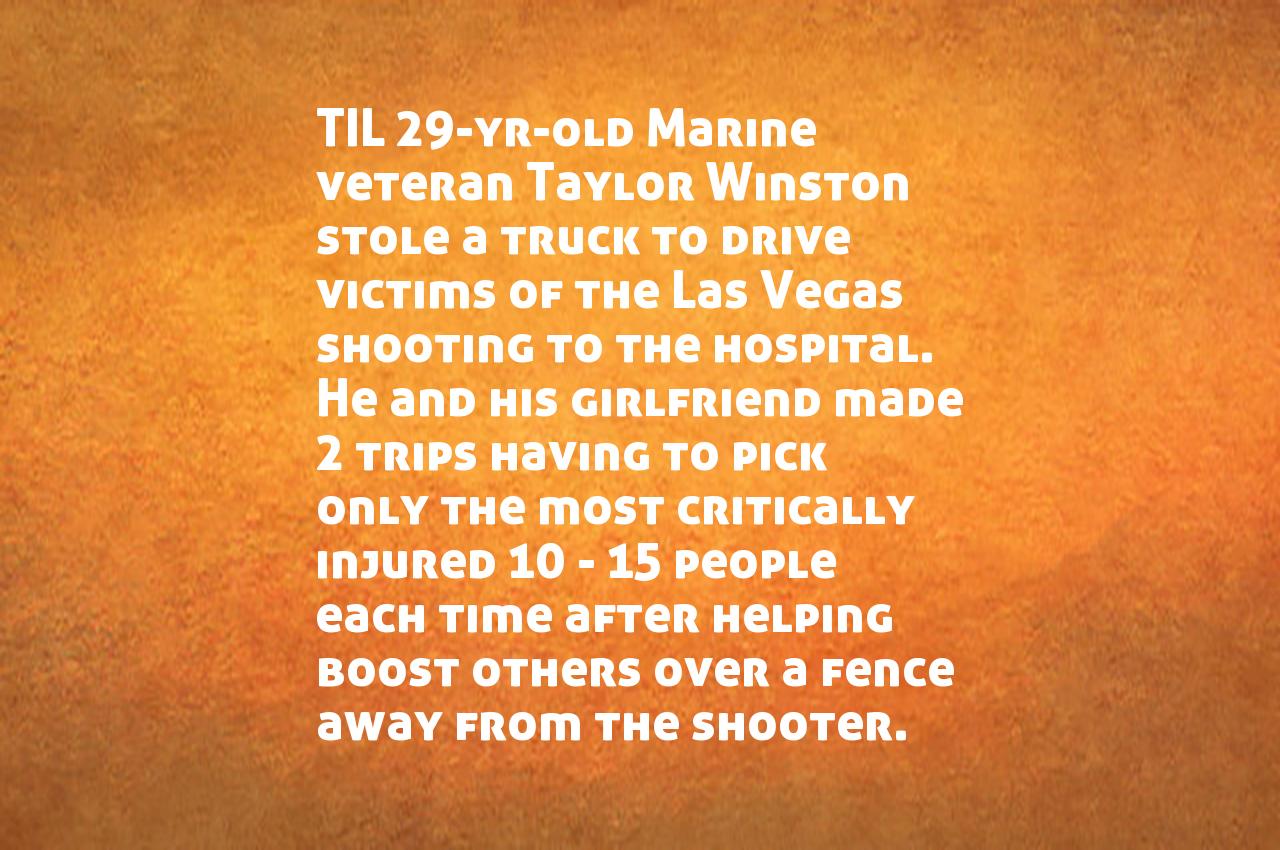 TIL 29-yr-old Marine
veteran Taylor Winston
stole a truck to drive
victims of the Las Vegas
shooting to the hospital.
He and his girlfriend made
2 trips having to pick
only the most critically
injured 10 - 15 people
each time after helping
boost others over a fence
away from the shooter.